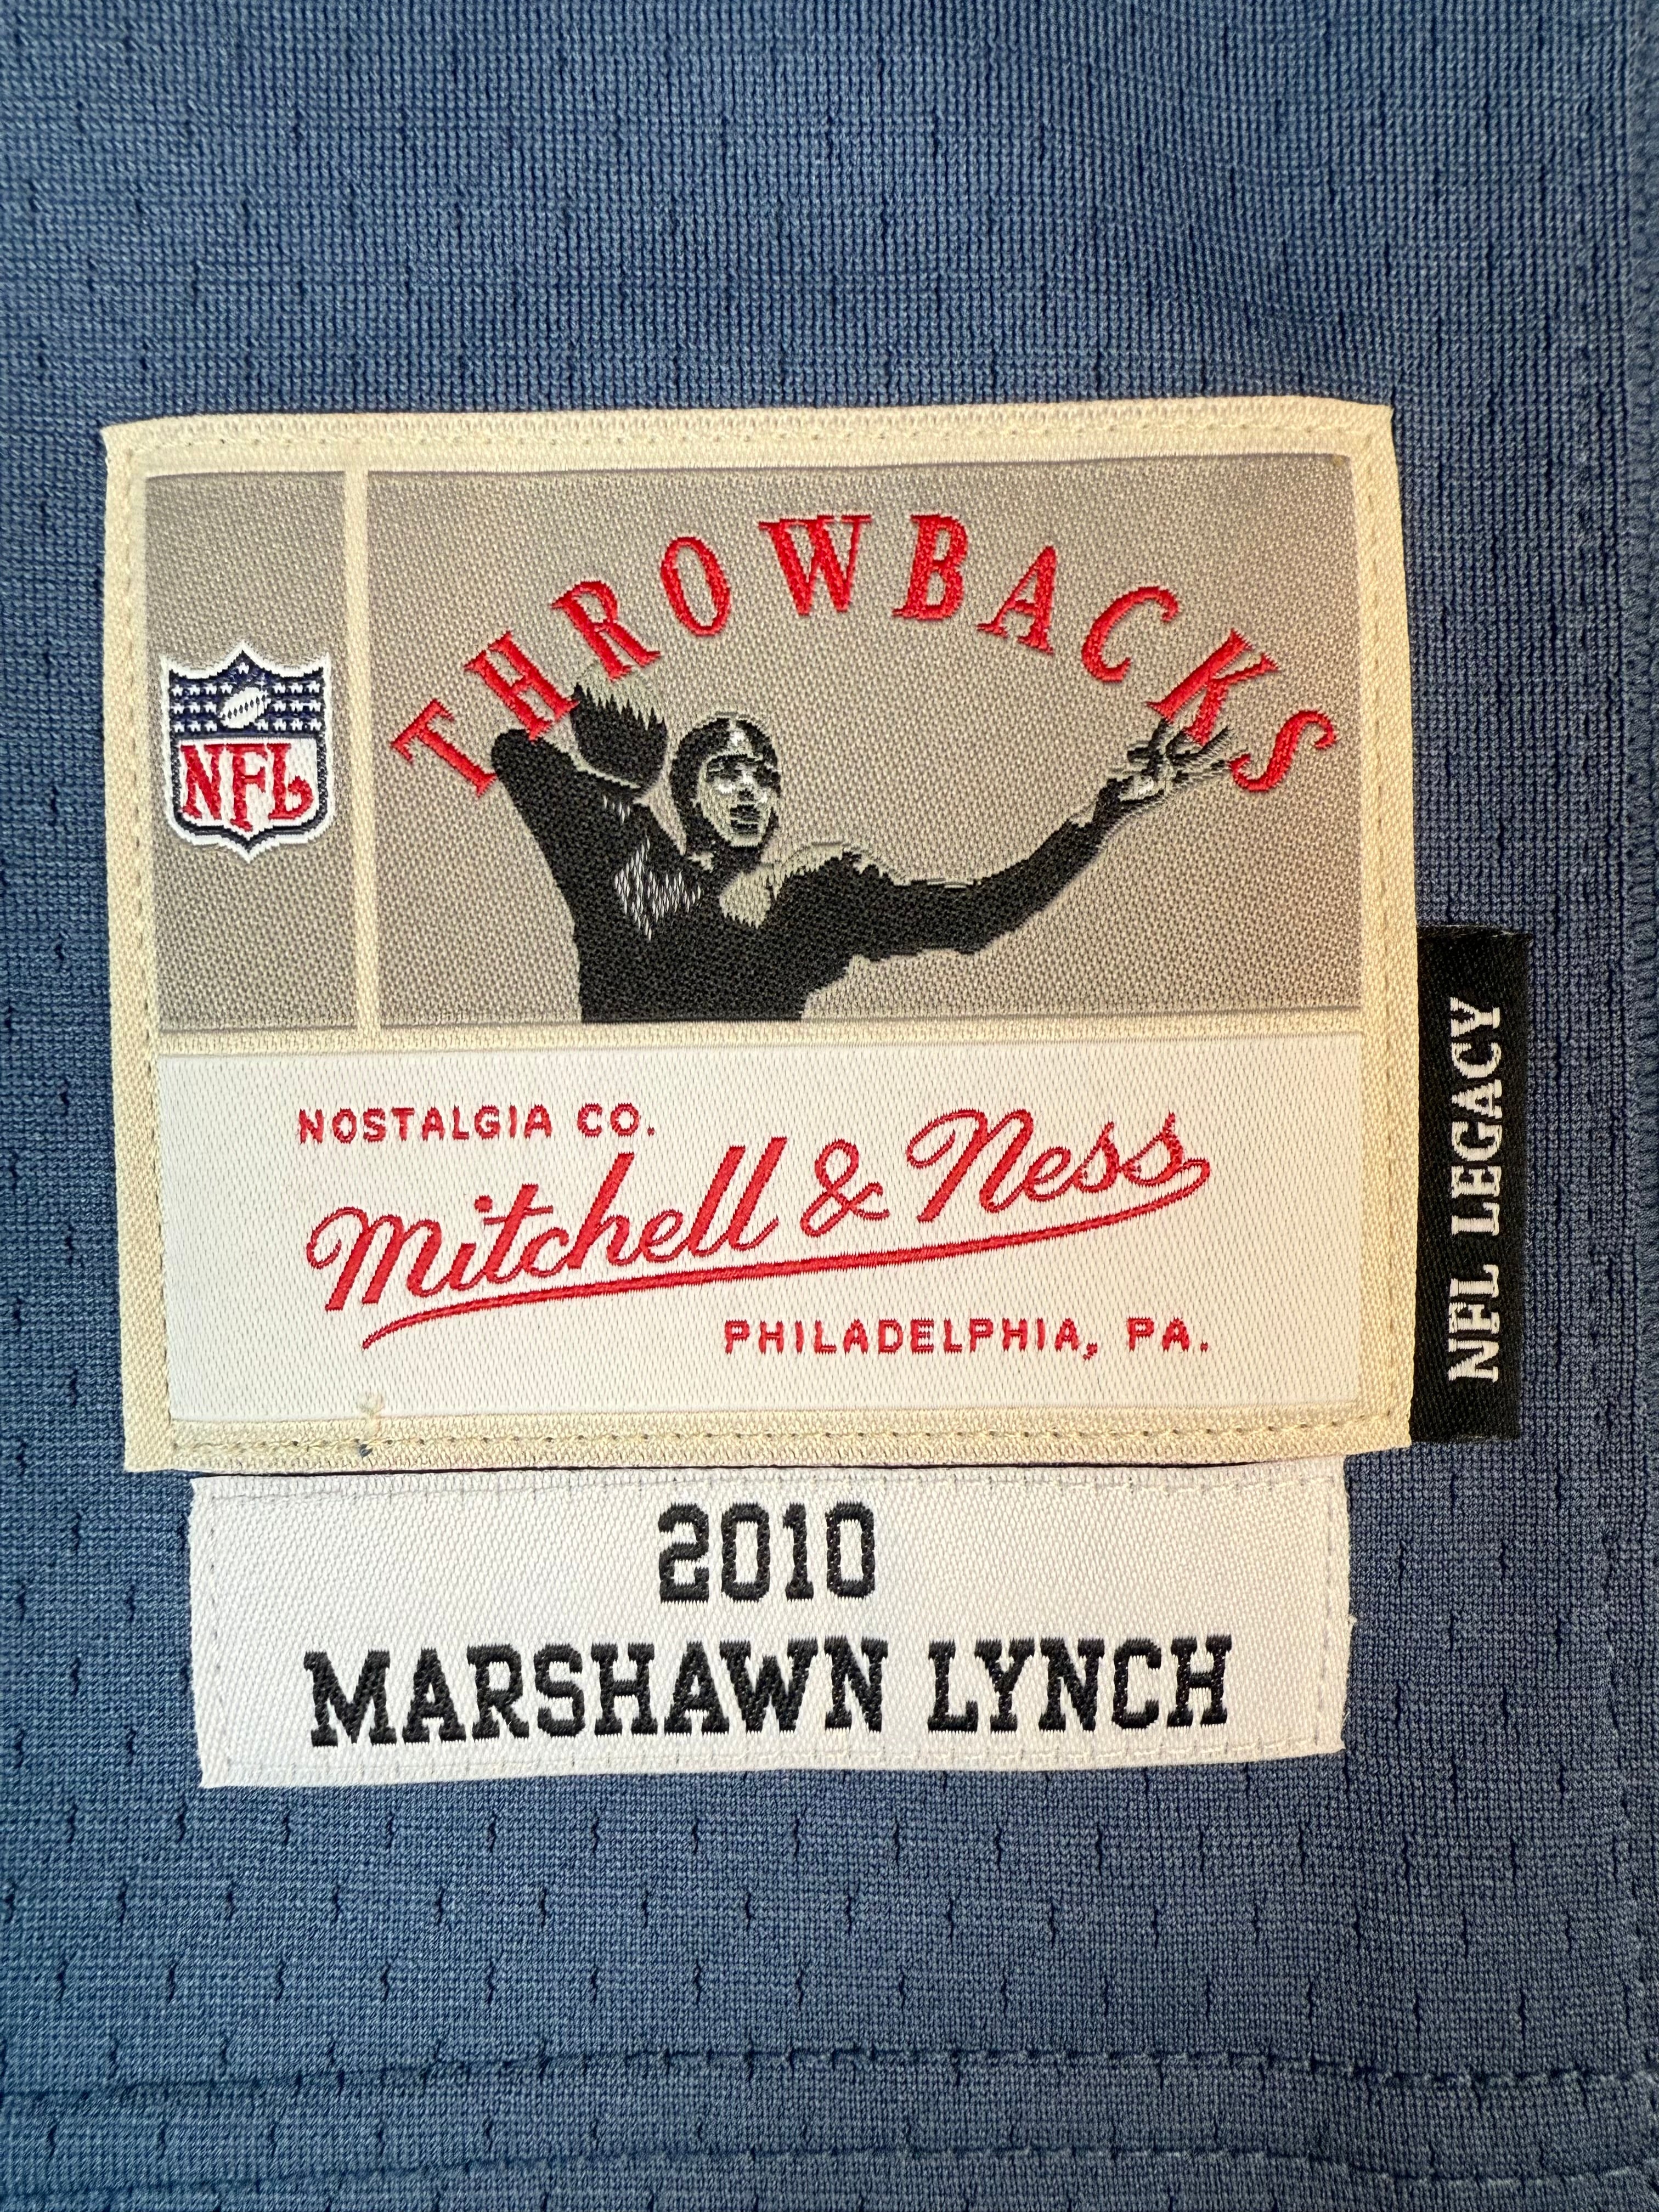 THROWBACKS
NFL
NOSTALGIA CO.
Mitchell & Ness
PHILADELPHIA, PA.
NFL LEGACY
2010
MARSHAWN LYNCH